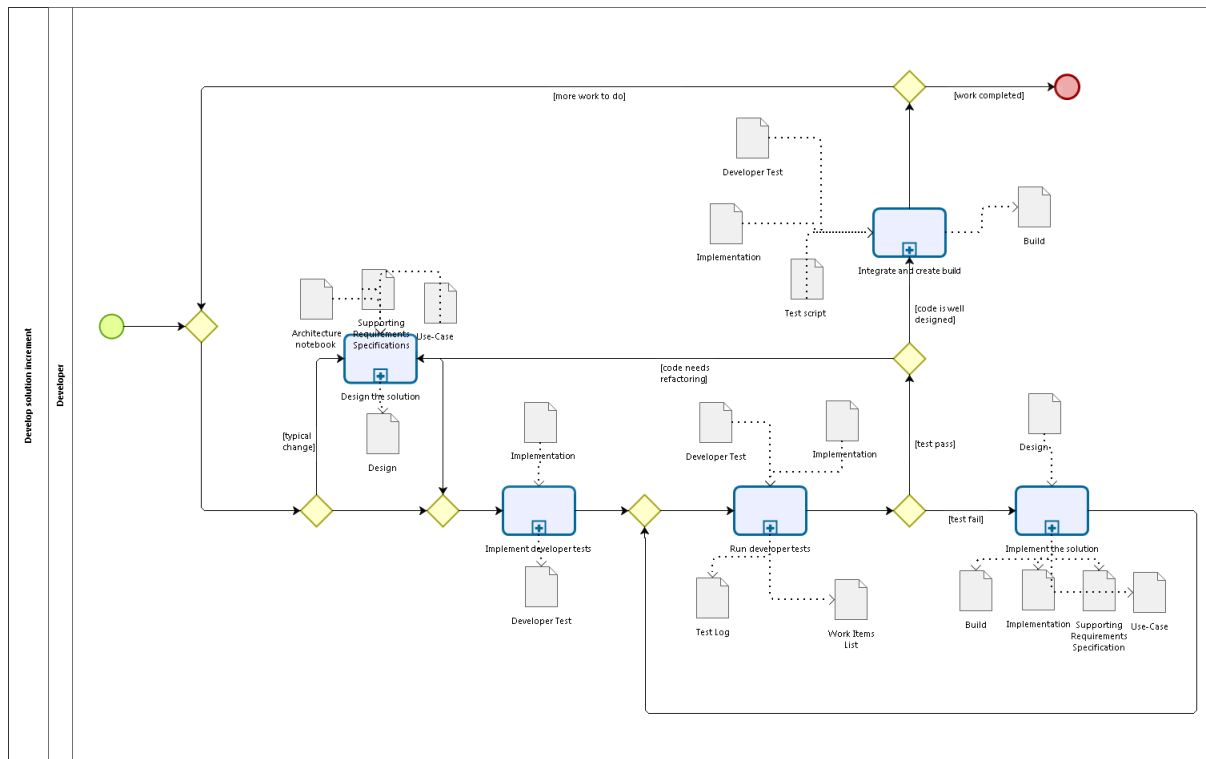 Develop solution increment
Developer
[more work to do]
[work completed]
Developer Test
Implementation
Test script
Integrate and create build
Build
[code is well
designed]
Architecture
notebook
Supporting
Requirements
Specifications
Use-Case
Design the solution
[code needs
refactoring]
[typical
change]
Design
Implementation
Developer Test
Implementation
Design
[test pass]
[test fail]
Implement developer tests
Run developer tests
Implement the solution
Developer Test
Test Log
Work Items
List
Build
Implementation
Supporting
Requirements
Specification
Use-Case